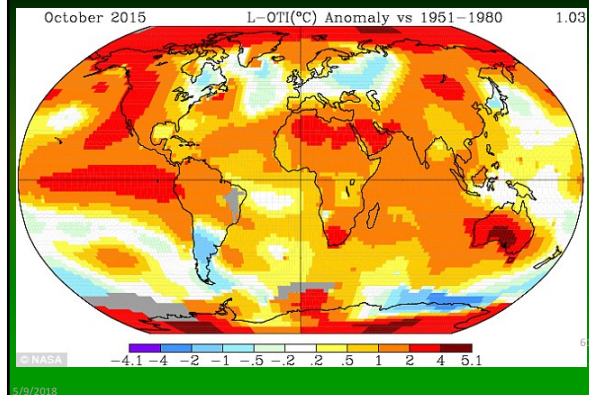 October 2015 L-OTI(°C) Anomaly vs 1951-1980 1.03
-4.1 -4 -2 -1 -.5 -.2 .2 .5 1 2 4 5.1
© NASA
5/9/2018